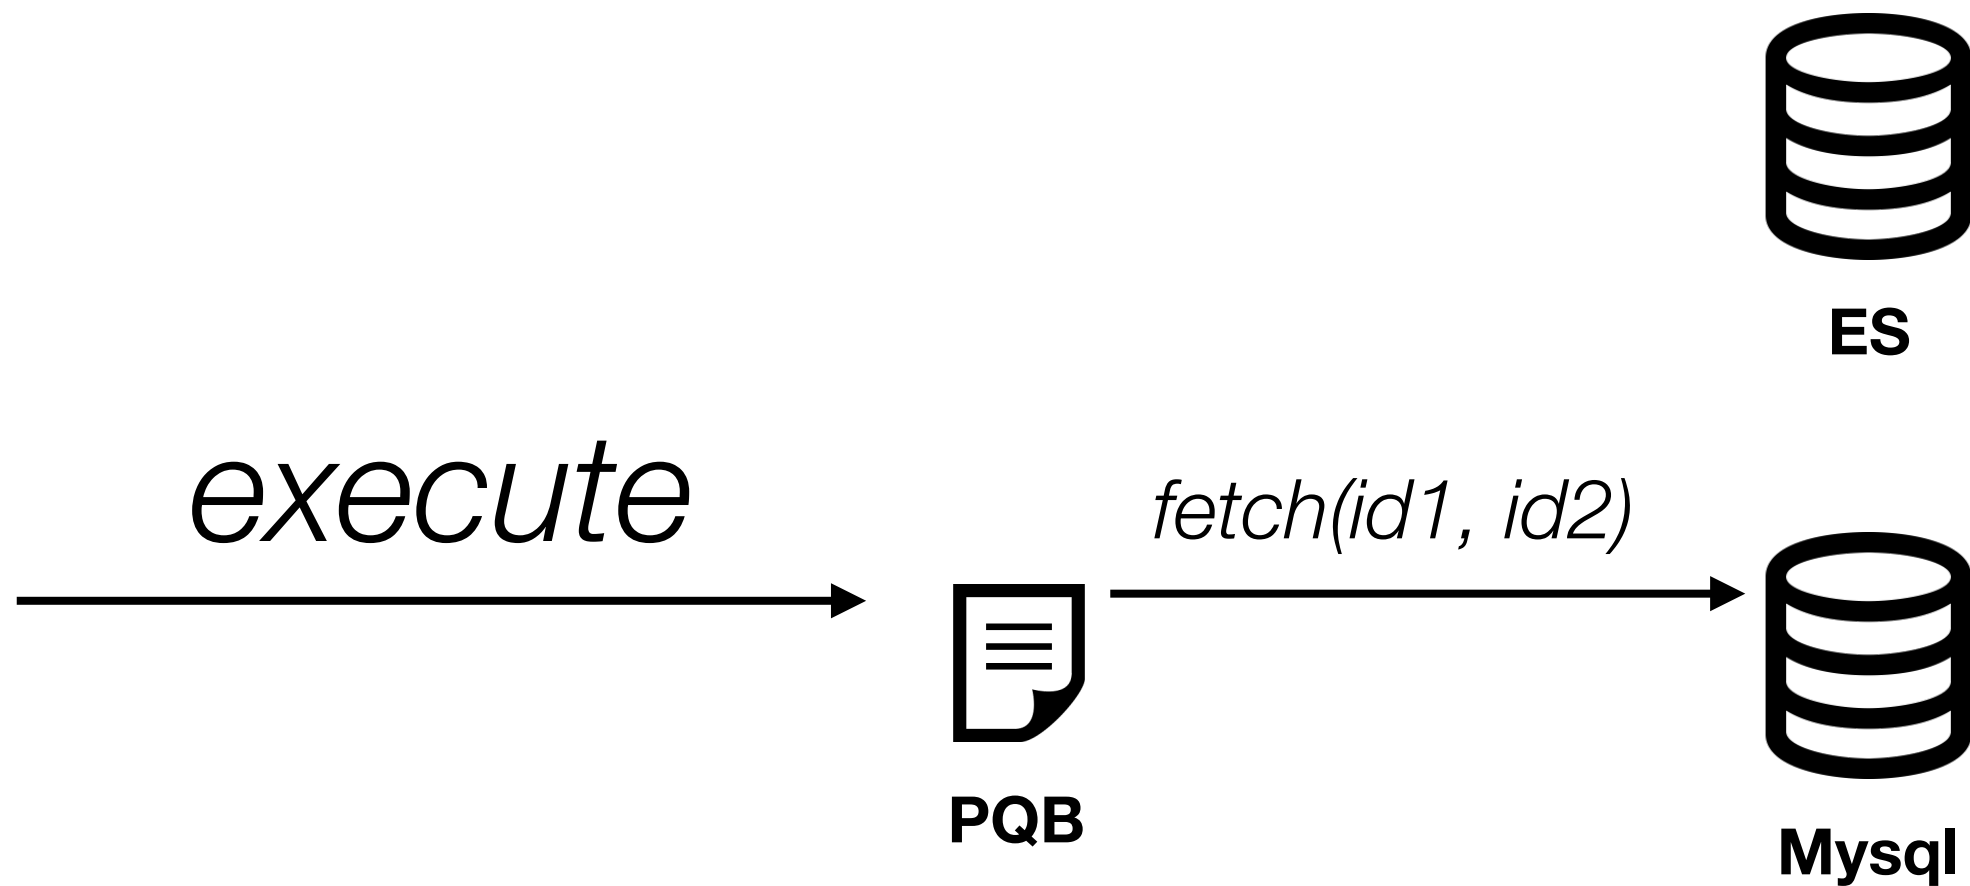 ES
execute
fetch(id1, id2)
PQB
Mysql